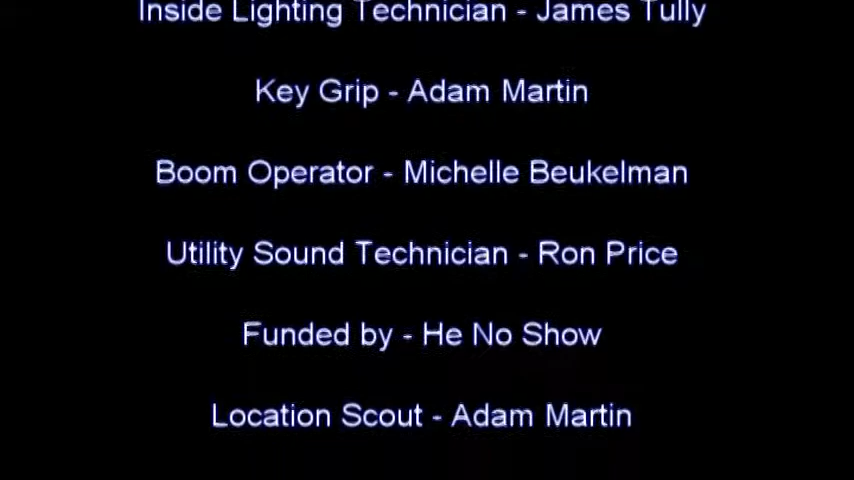 Inside Lighting Technician - James Tully
Key Grip - Adam Martin
Boom Operator - Michelle Beukelman
Utility Sound Technician - Ron Price
Funded by - He No Show
Location Scout - Adam Martin